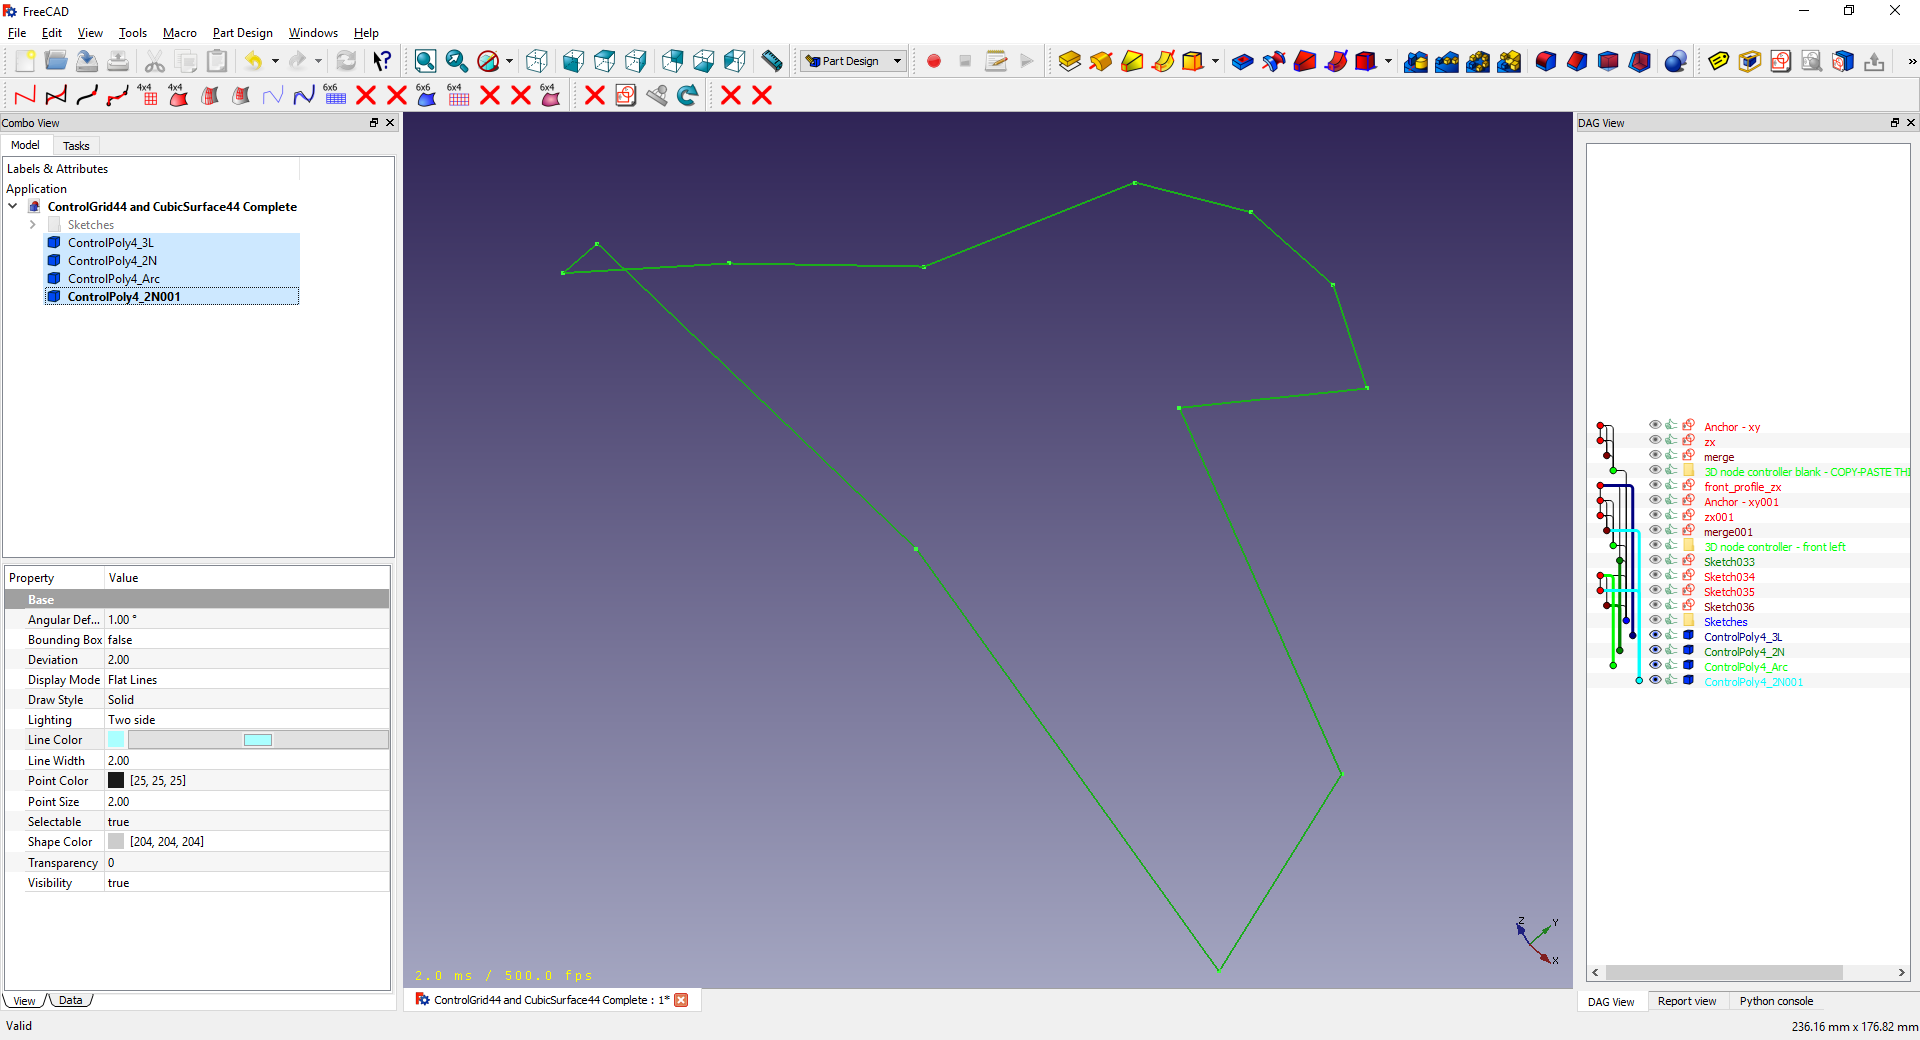 FreeCAD
File Edit View Tools Macro Part Design Windows Help
Part Design
4x4 4x4 6x6 6x6 6x4 6x4
Combo View
Model Tasks
Labels & Attributes
Application
ControlGrid44 and CubicSurface44 Complete
Sketches
ControlPoly4_3L
ControlPoly4_2N
ControlPoly4_Arc
ControlPoly4_2N001
Property Value
Base
Angular Def... 1.00 °
Bounding Box false
Deviation 2.00
Display Mode Flat Lines
Draw Style Solid
Lighting Two side
Line Color
Line Width 2.00
Point Color [25, 25, 25]
Point Size 2.00
Selectable true
Shape Color [204, 204, 204]
Transparency 0
Visibility true
View Data
Valid
2.0 ms / 500.0 fps
Z Y X
ControlGrid44 and CubicSurface44 Complete : 1*
DAG View
Anchor - xy
zx
merge
3D node controller blank - COPY-PASTE THI
front_profile_zx
Anchor - xy001
zx001
merge001
3D node controller - front left
Sketch033
Sketch034
Sketch035
Sketch036
Sketches
ControlPoly4_3L
ControlPoly4_2N
ControlPoly4_Arc
ControlPoly4_2N001
DAG View Report view Python console
236.16 mm x 176.82 mm